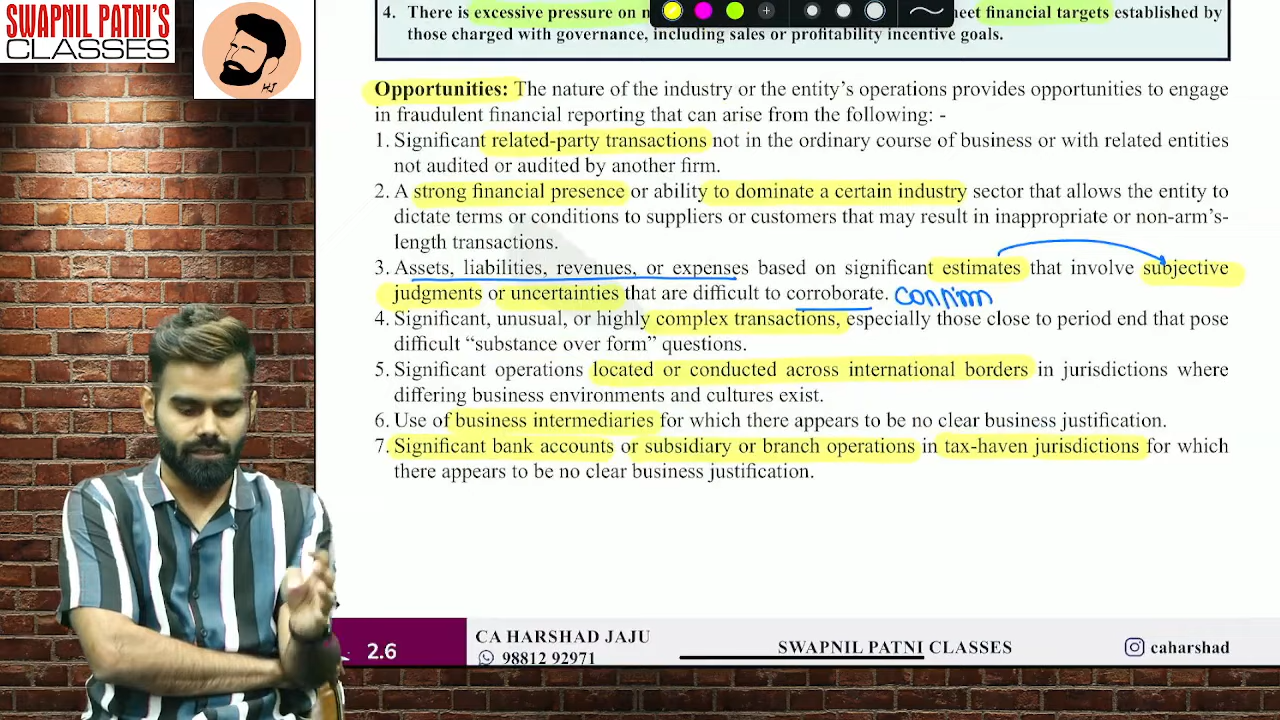 SWAPNIL PATNI'S
CLASSES
HJ
4. There is excessive pressure on
eet financial targets established by
those charged with governance, including sales or profitability incentive goals.
Opportunities: The nature of the industry or the entity's operations provides opportunities to engage
in fraudulent financial reporting that can arise from the following: -
1. Significant related-party transactions not in the ordinary course of business or with related entities
not audited or audited by another firm.
2. A strong financial presence or ability to dominate a certain industry sector that allows the entity to
dictate terms or conditions to suppliers or customers that may result in inappropriate or non-arm's-
length transactions.
3. Assets, liabilities, revenues, or expenses based on significant estimates that involve subjective
judgments or uncertainties that are difficult to corroborate. confirm
4. Significant, unusual, or highly complex transactions, especially those close to period end that pose
difficult “substance over form” questions.
5. Significant operations located or conducted across international borders in jurisdictions where
differing business environments and cultures exist.
6. Use of business intermediaries for which there appears to be no clear business justification.
7. Significant bank accounts or subsidiary or branch operations in tax-haven jurisdictions for which
there appears to be no clear business justification.
2.6
CA HARSHAD JAJU
98812 92971
SWAPNIL PATNI CLASSES
caharshad